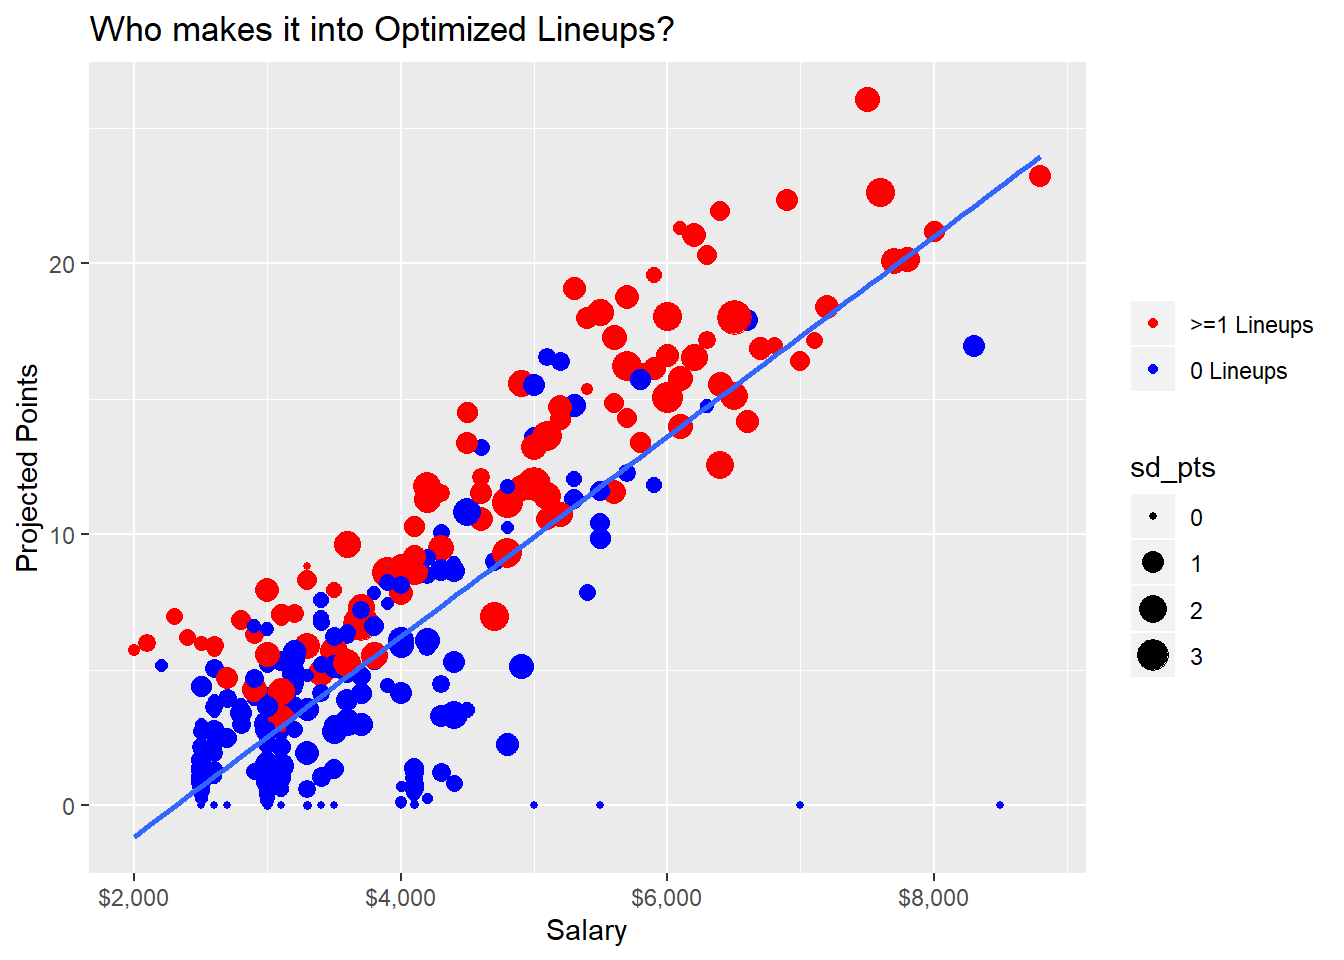 Who makes it into Optimized Lineups?
Projected Points
20
10
0
$2,000
$4,000
$6,000
$8,000
Salary
>=1 Lineups
0 Lineups
sd_pts
0
1
2
3